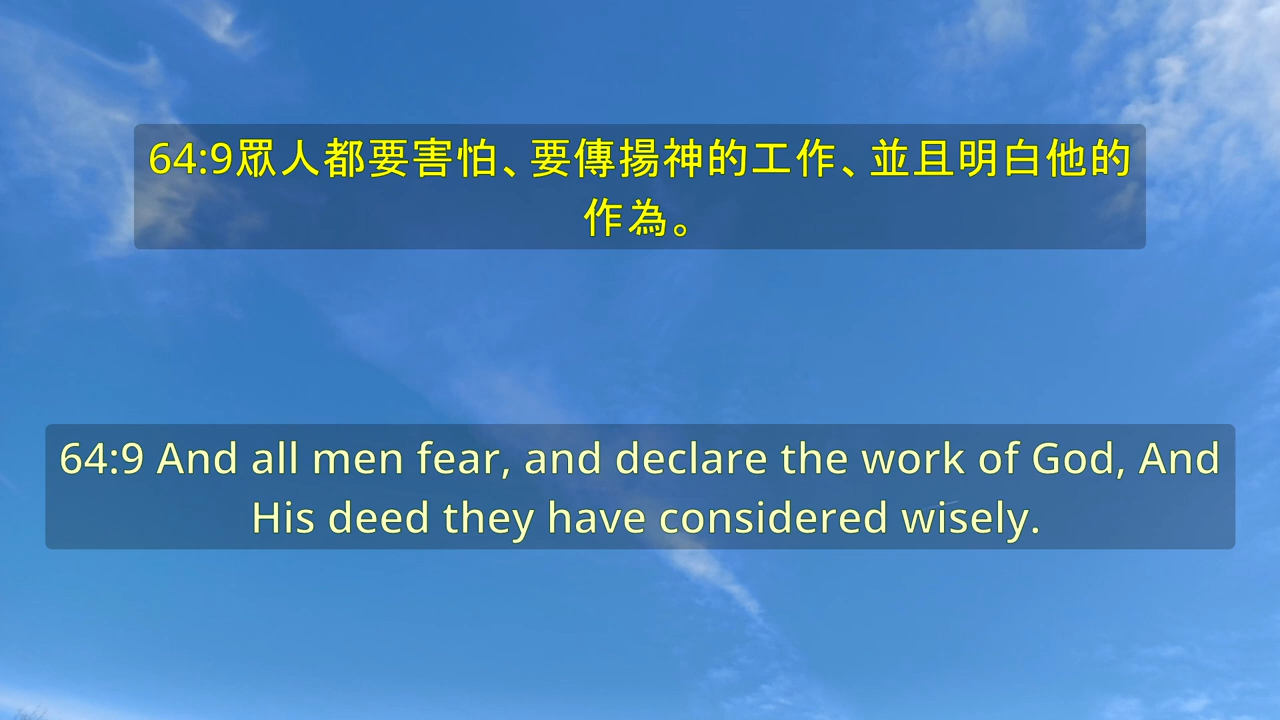 64:9眾人都要害怕、要傳揚神的工作、並且明白他的
作為。
64:9 And all men fear, and declare the work of God, And
His deed they have considered wisely.